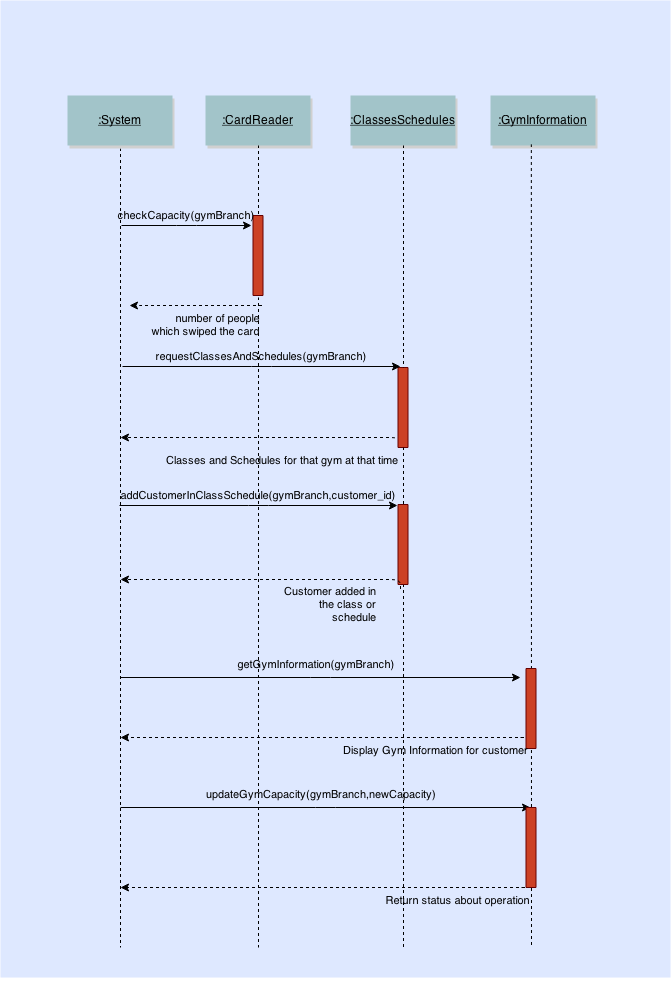 :System
:CardReader
:ClassesSchedules
:GymInformation
checkCapacity(gymBranch)
number of people
which swiped the card
requestClassesAndSchedules(gymBranch)
Classes and Schedules for that gym at that time
addCustomerInClassSchedule(gymBranch,customer_id)
Customer added in
the class or
schedule
getGymInformation(gymBranch)
Display Gym Information for customer
updateGymCapacity(gymBranch,newCapacity)
Return status about operation